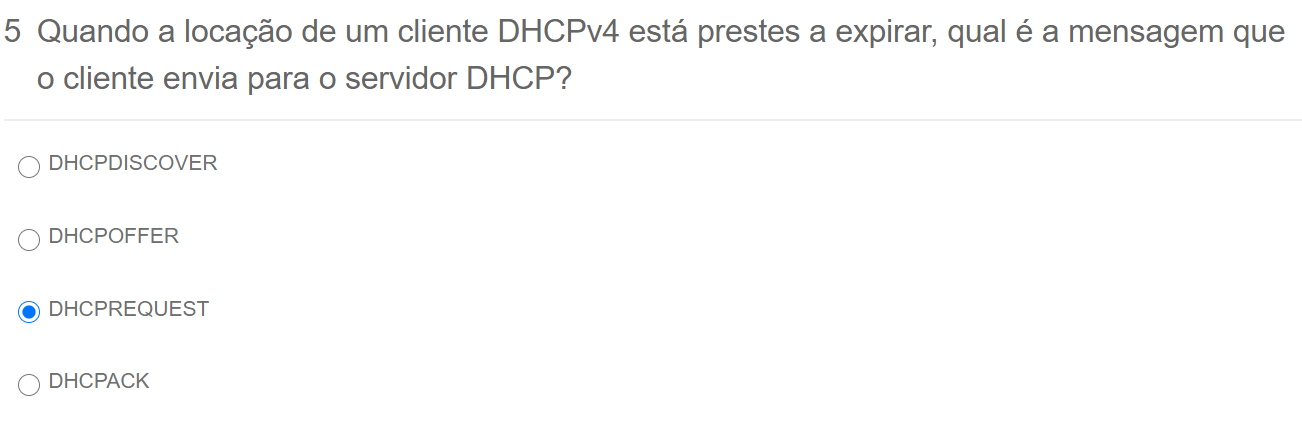 5 Quando a locação de um cliente DHCPv4 está prestes a expirar, qual é a mensagem que
o cliente envia para o servidor DHCP?
DHCPDISCOVER
DHCPOFFER
DHCPREQUEST
DHCPACK